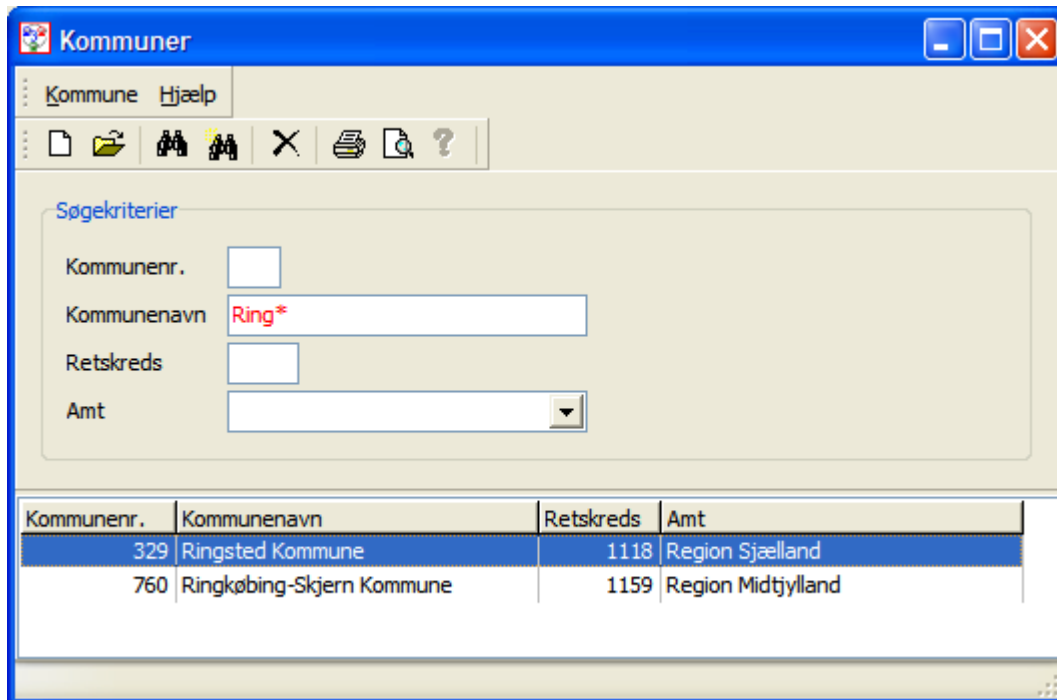 Kommuner
Kommune Hjælp
Søgekriterier
Kommunenr.
Kommunenavn Ring*
Retskreds
Amt
Kommunenr. Kommunenavn Retskreds Amt
329 Ringsted Kommune 1118 Region Sjælland
760 Ringkøbing-Skjern Kommune 1159 Region Midtjylland